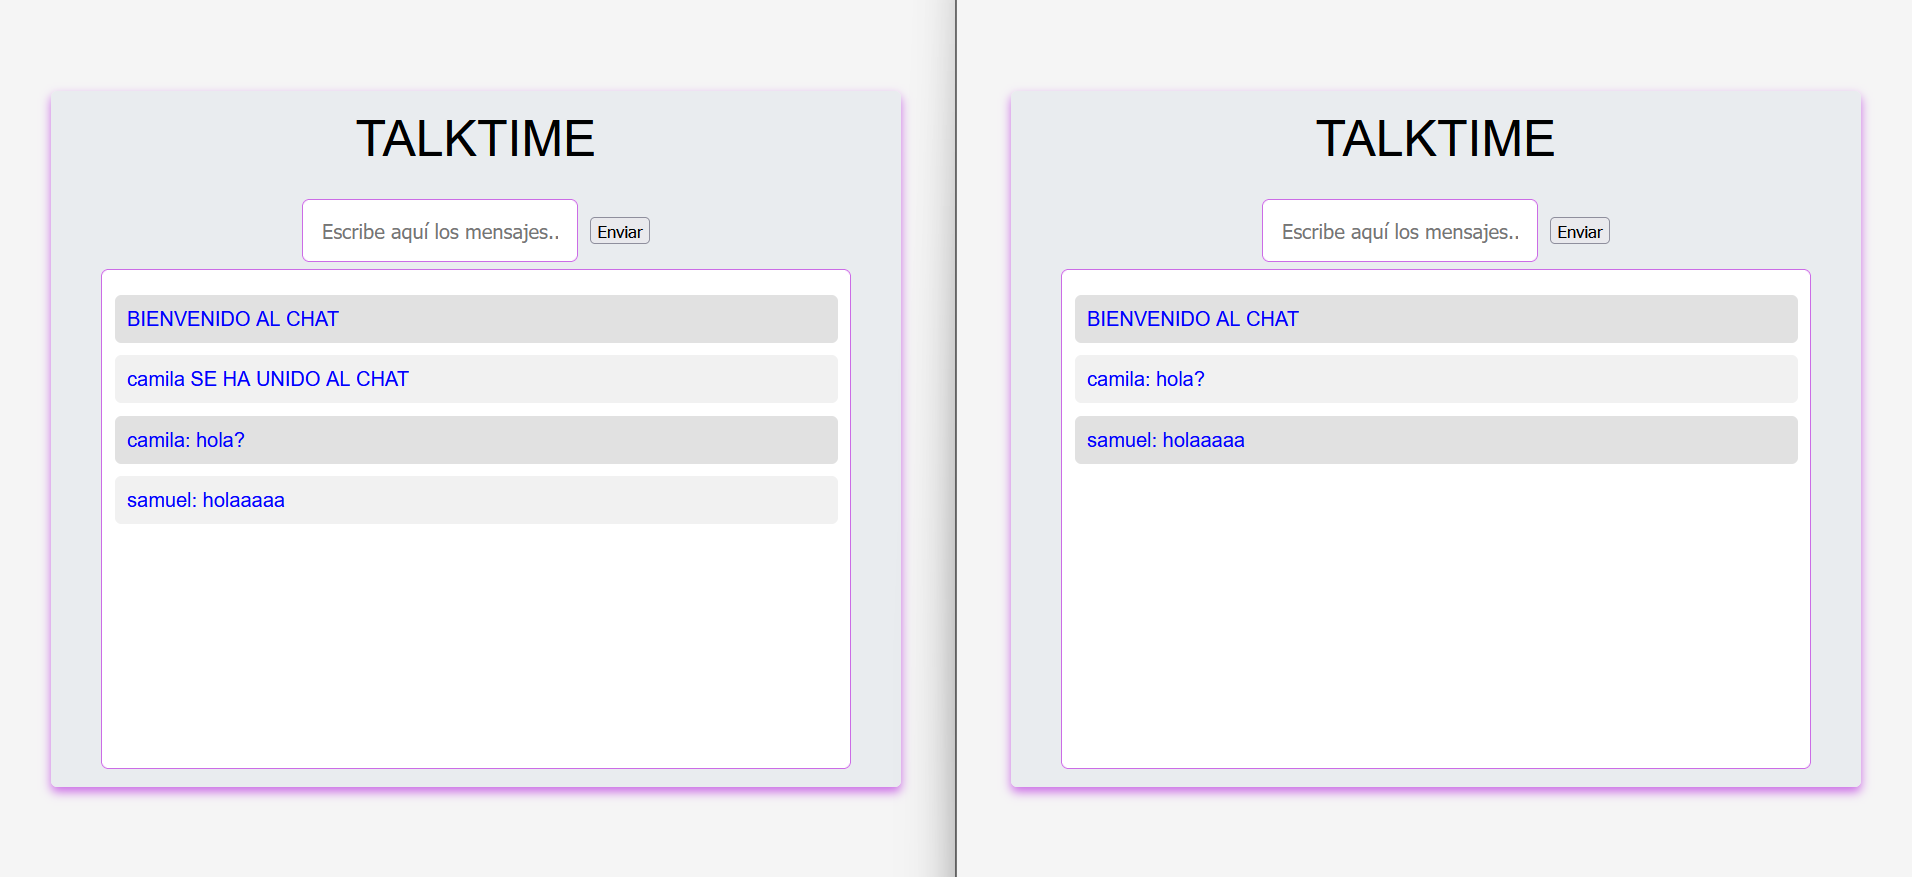 TALKTIME
Escribe aquí los mensajes..
Enviar
BIENVENIDO AL CHAT
camila SE HA UNIDO AL CHAT
camila: hola?
samuel: holaaaaa
TALKTIME
Escribe aquí los mensajes..
Enviar
BIENVENIDO AL CHAT
camila: hola?
samuel: holaaaaa